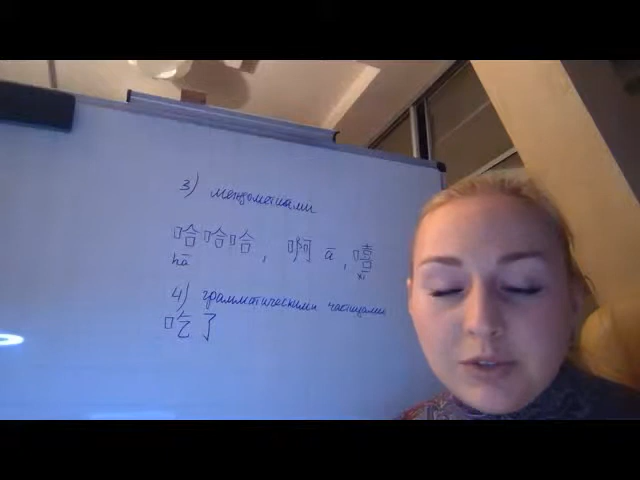 3) междометиями
哈哈哈, 啊 ā, 嘻
hā xī
4) грамматическими частицами
吃了